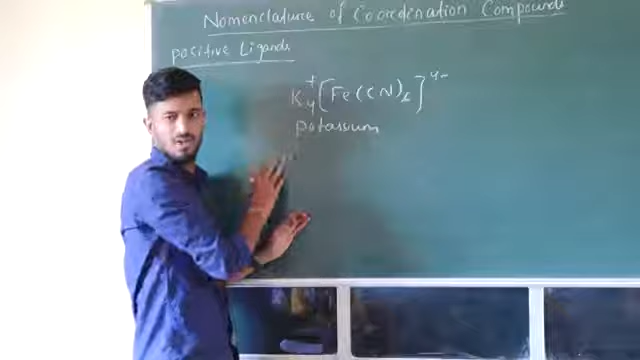 Nomenclature of Coordination Compounds
positive Ligands
K₄⁺[Fe(CN)₆]⁴⁻
potassium